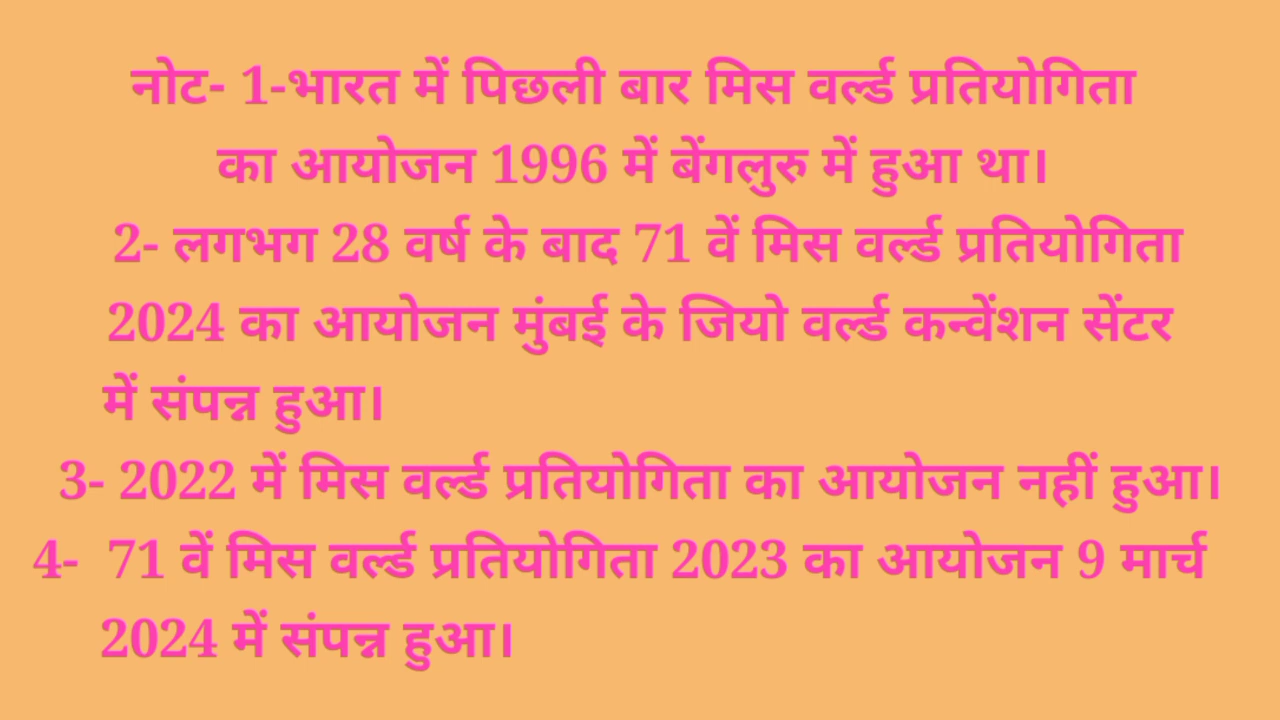 नोट- 1-भारत में पिछली बार मिस वर्ल्ड प्रतियोगिता
का आयोजन 1996 में बेंगलुरु में हुआ था।
2- लगभग 28 वर्ष के बाद 71 वें मिस वर्ल्ड प्रतियोगिता
2024 का आयोजन मुंबई के जियो वर्ल्ड कन्वेंशन सेंटर
में संपन्न हुआ।
3- 2022 में मिस वर्ल्ड प्रतियोगिता का आयोजन नहीं हुआ।
4- 71 वें मिस वर्ल्ड प्रतियोगिता 2023 का आयोजन 9 मार्च
2024 में संपन्न हुआ।